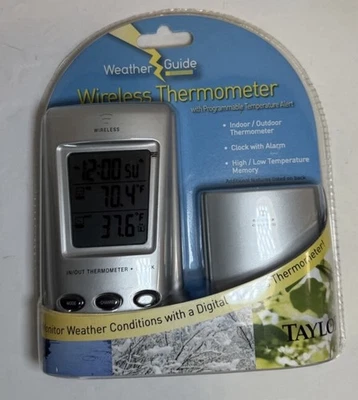 Weather Guide
Wireless Thermometer
with Programmable Temperature Alert
• Indoor / Outdoor
Thermometer
• Clock with Alarm
• High / Low Temperature
Memory
WIRELESS
12:00 SU
70.4 °F
37.6 °F
IN/OUT THERMOMETER
Monitor Weather Conditions with a Digital Thermometer!